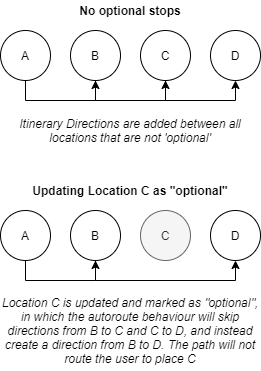 No optional stops
A B C D
Itinerary Directions are added between all
locations that are not 'optional'
Updating Location C as "optional"
A B C D
Location C is updated and marked as "optional",
in which the autoroute behaviour will skip
directions from B to C and C to D, and instead
create a direction from B to D. The path will not
route the user to place C